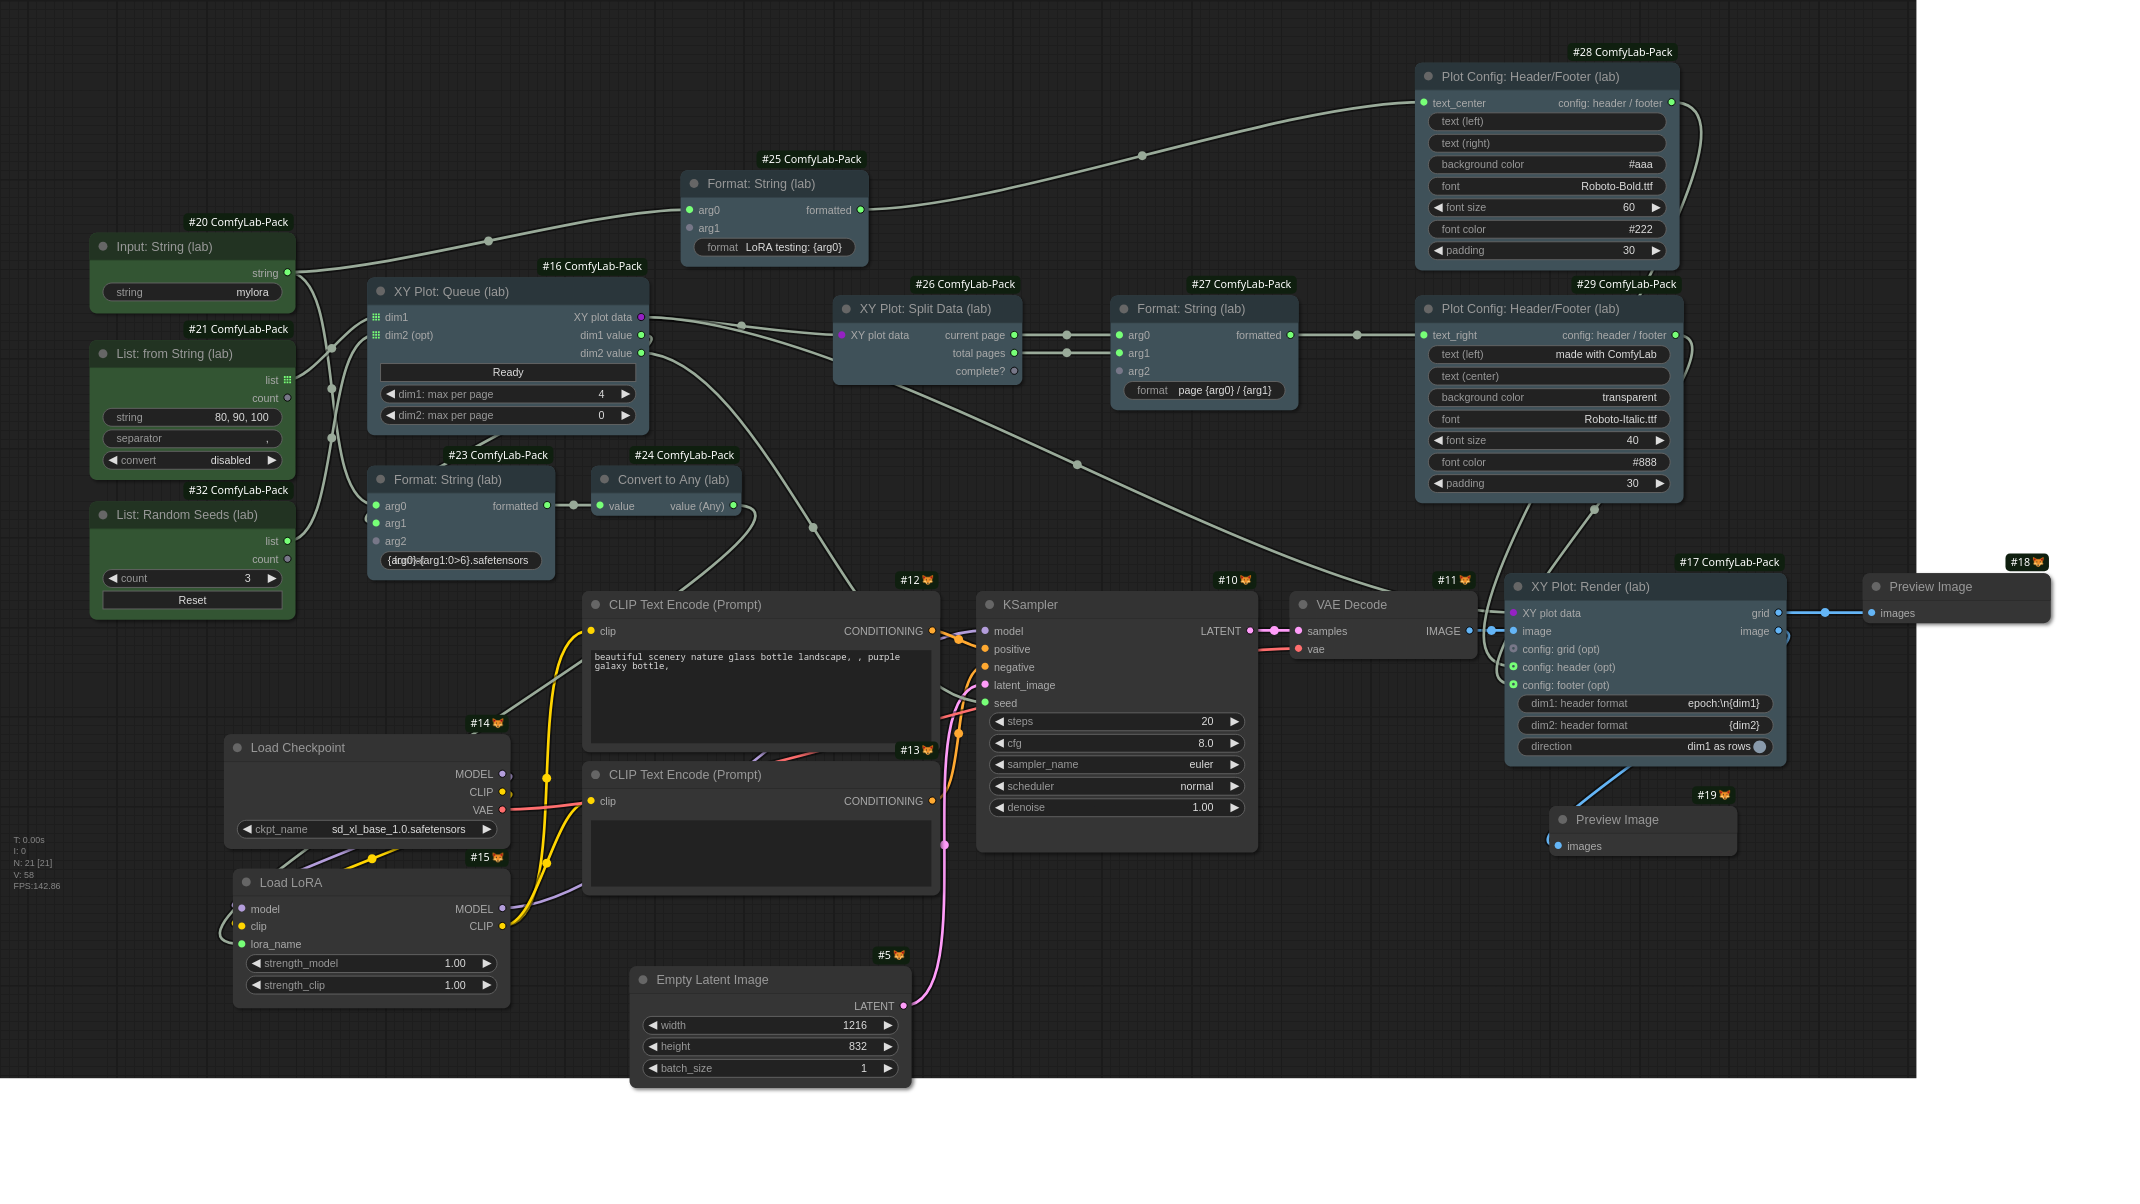 #28 ComfyLab-Pack
Plot Config: Header/Footer (lab)
text_center config: header / footer
text (left)
text (right)
background color #aaa
font Roboto-Bold.ttf
font size 60
font color #222
padding 30
#25 ComfyLab-Pack
Format: String (lab)
arg0 formatted
arg1
format LoRA testing: {arg0}
#20 ComfyLab-Pack
Input: String (lab)
string
string mylora
#16 ComfyLab-Pack
XY Plot: Queue (lab)
dim1 XY plot data
dim2 (opt) dim1 value
dim2 value
Ready
dim1: max per page 4
dim2: max per page 0
#26 ComfyLab-Pack
XY Plot: Split Data (lab)
XY plot data current page
total pages
complete?
#27 ComfyLab-Pack
Format: String (lab)
arg0 formatted
arg1
arg2
format page {arg0} / {arg1}
#29 ComfyLab-Pack
Plot Config: Header/Footer (lab)
text_right config: header / footer
text (left) made with ComfyLab
text (center)
background color transparent
font Roboto-Italic.ttf
font size 40
font color #888
padding 30
#21 ComfyLab-Pack
List: from String (lab)
list
count
string 80, 90, 100
separator ,
convert disabled
#23 ComfyLab-Pack
Format: String (lab)
arg0 formatted
arg1
arg2
{arg1:0>6}.safetensors
#24 ComfyLab-Pack
Convert to Any (lab)
value value (Any)
#32 ComfyLab-Pack
List: Random Seeds (lab)
list
count
count 3
Reset
#12
CLIP Text Encode (Prompt)
clip CONDITIONING
beautiful scenery nature glass bottle landscape, , purple
galaxy bottle,
#10
KSampler
model LATENT
positive
negative
latent_image
seed
steps 20
cfg 8.0
sampler_name euler
scheduler normal
denoise 1.00
#11
VAE Decode
samples IMAGE
vae
#17 ComfyLab-Pack
XY Plot: Render (lab)
XY plot data grid
image image
config: grid (opt)
config: header (opt)
config: footer (opt)
dim1: header format epoch:\n{dim1}
dim2: header format {dim2}
direction dim1 as rows
#18
Preview Image
images
#14
Load Checkpoint
MODEL
CLIP
VAE
ckpt_name sd_xl_base_1.0.safetensors
#13
CLIP Text Encode (Prompt)
clip CONDITIONING
#19
Preview Image
images
T: 0.00s
I: 0
N: 21 [21]
V: 58
FPS:142.86
#15
Load LoRA
model MODEL
clip CLIP
lora_name
strength_model 1.00
strength_clip 1.00
#5
Empty Latent Image
LATENT
width 1216
height 832
batch_size 1